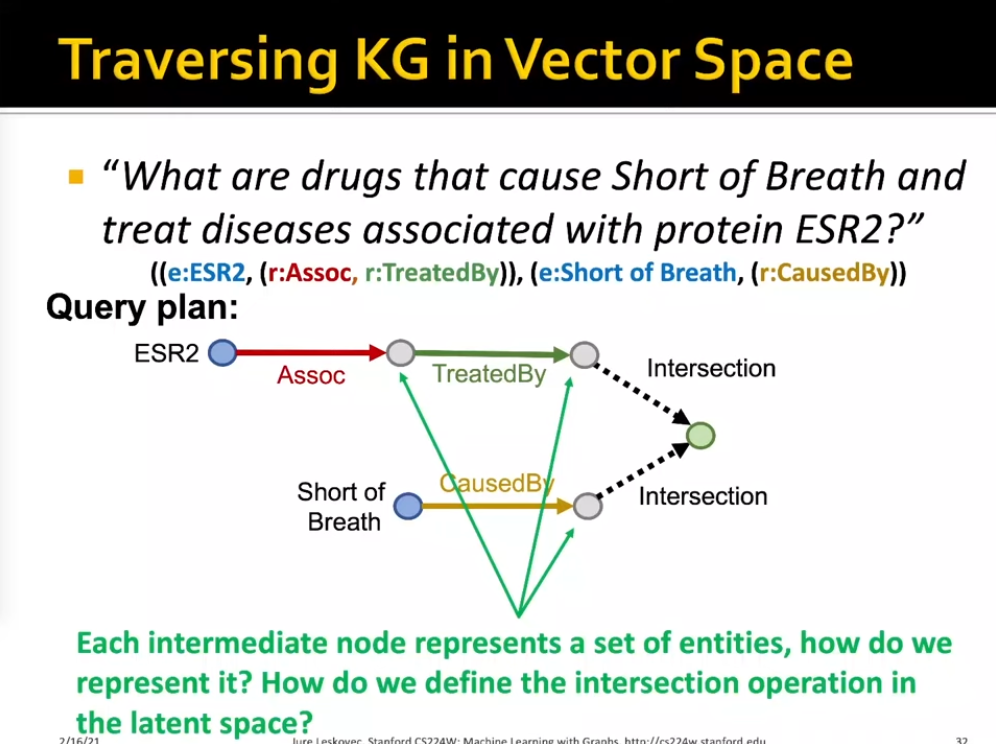 Traversing KG in Vector Space
"What are drugs that cause Short of Breath and
treat diseases associated with protein ESR2?"
((e:ESR2, (r:Assoc, r:TreatedBy)), (e:Short of Breath, (r:CausedBy))
Query plan:
ESR2
Assoc
TreatedBy
Intersection
Short of
Breath
CausedBy
Intersection
Each intermediate node represents a set of entities, how do we
represent it? How do we define the intersection operation in
the latent space?
2/16/21
Jure Leskovec, Stanford CS224W: Machine Learning with Graphs, http://cs224w.stanford.edu
32